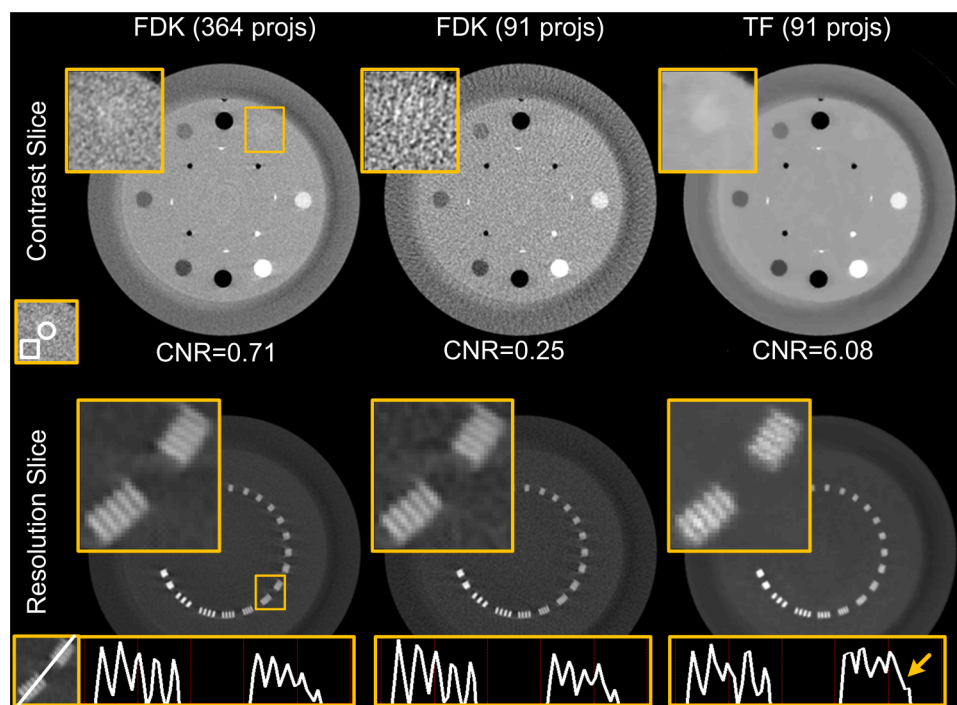 FDK (364 projs)
FDK (91 projs)
TF (91 projs)
Contrast Slice
CNR=0.71
CNR=0.25
CNR=6.08
Resolution Slice